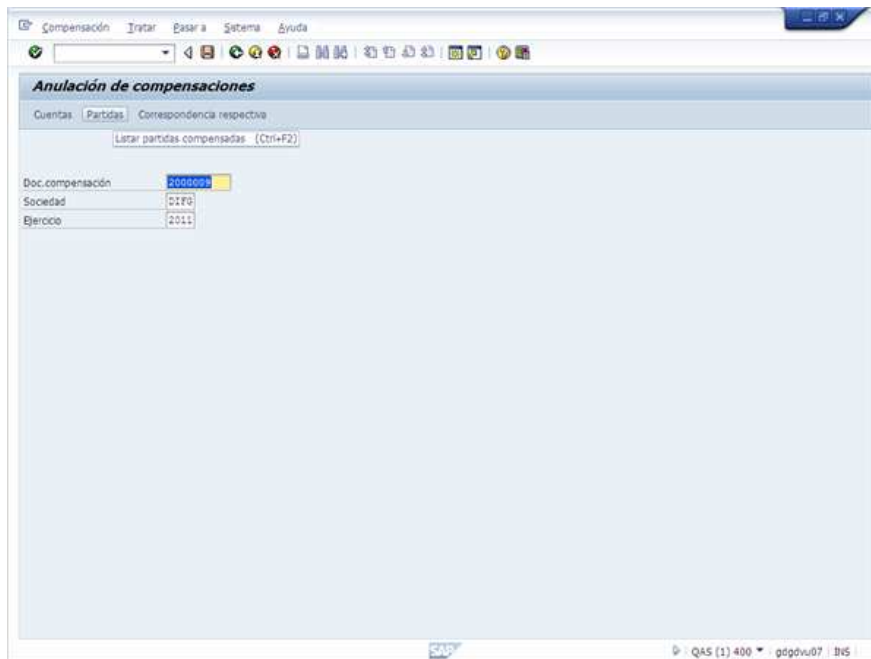 Compensación Tratar Pasar a Sistema Ayuda
Anulación de compensaciones
Cuentas Partidas Correspondencia respectiva
Listar partidas compensadas (Ctrl+F2)
Doc.compensación 2000009
Sociedad DIFG
Ejercicio 2011
SAP
QAS (1) 400 gdgdvu07 INS